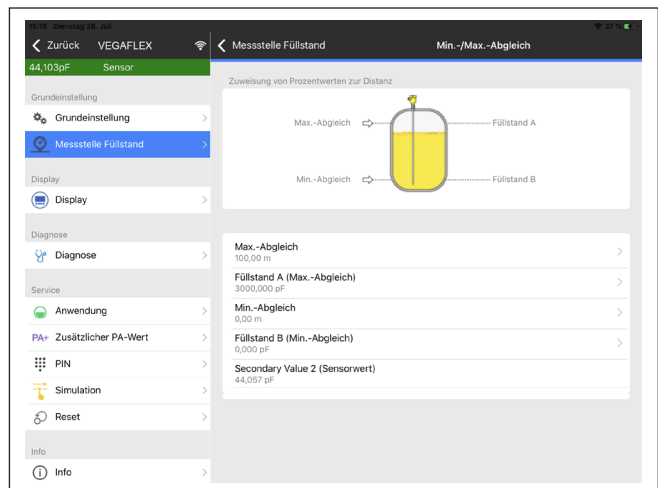 15:15 Dienstag 28. Juli
37 %
Zurück VEGAFLEX
Messstelle Füllstand
Min.-/Max.-Abgleich
44,103pF Sensor
Grundeinstellung
Grundeinstellung
Messstelle Füllstand
Display
Display
Diagnose
Diagnose
Service
Anwendung
PA+ Zusätzlicher PA-Wert
PIN
Simulation
Reset
Info
Info
Zuweisung von Prozentwerten zur Distanz
Max.-Abgleich
Füllstand A
Min.-Abgleich
Füllstand B
Max.-Abgleich
100,00 m
Füllstand A (Max.-Abgleich)
3000,000 pF
Min.-Abgleich
0,00 m
Füllstand B (Min.-Abgleich)
0,000 pF
Secondary Value 2 (Sensorwert)
44,057 pF